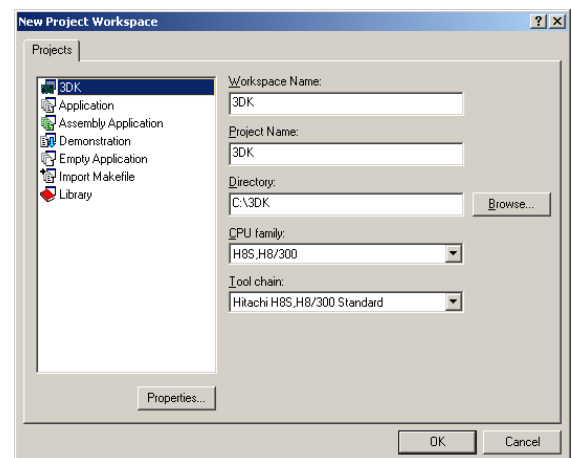 New Project Workspace
Projects
3DK
Application
Assembly Application
Demonstration
Empty Application
Import Makefile
Library
Properties...
Workspace Name:
3DK
Project Name:
3DK
Directory:
C:\3DK
Browse...
CPU family:
H8S,H8/300
Tool chain:
Hitachi H8S,H8/300 Standard
OK
Cancel